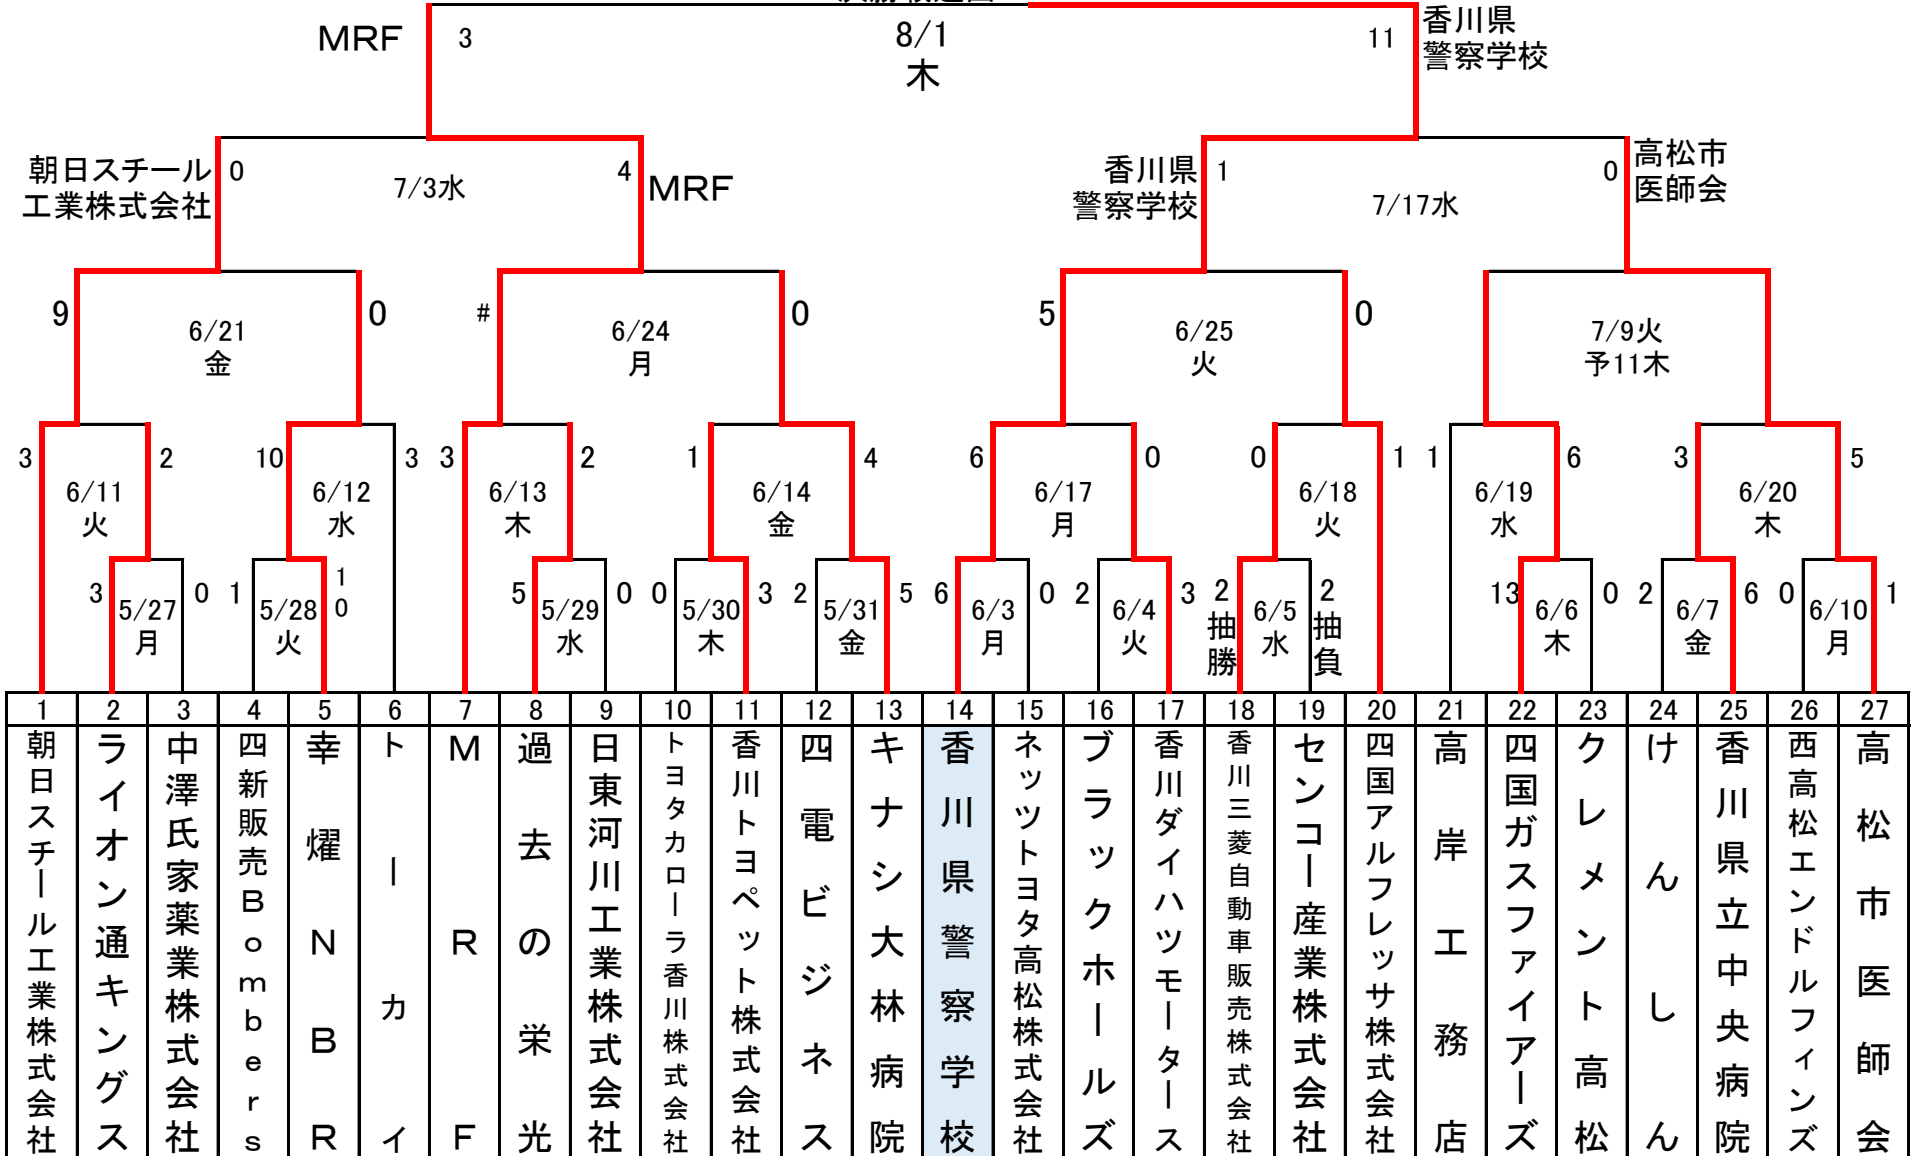 8/1
木
MRF
3
11
香川県
警察学校
朝日スチール
工業株式会社
0
7/3水
4
MRF
香川県
警察学校
1
7/17水
0
高松市
医師会
9
6/21
金
0
#
6/24
月
0
5
6/25
火
0
7/9火
予11木
3
6/11
火
2
10
6/12
水
3
3
6/13
木
2
1
6/14
金
4
6
6/17
月
0
0
6/18
火
1
1
6/19
水
6
3
6/20
木
5
3
5/27
月
0
1
5/28
火
10
5
5/29
水
0
0
5/30
木
3
2
5/31
金
5
6
6/3
月
0
2
6/4
火
3
2抽勝
6/5
水
2抽負
13
6/6
木
0
2
6/7
金
6
0
6/10
月
1
1 2 3 4 5 6 7 8 9 10 11 12 13 14 15 16 17 18 19 20 21 22 23 24 25 26 27
朝日スチール工業株式会社
ライオン通キングス
中澤氏家薬業株式会社
四新販売Bombers
幸燿NBR
トーカイ
MRF
過去の栄光
日東河川工業株式会社
トヨタカローラ香川株式会社
香川トヨペット株式会社
四電ビジネス
キナシ大林病院
香川県警察学校
ネッツトヨタ高松株式会社
ブラックホールズ
香川ダイハツモータース
香川三菱自動車販売株式会社
センコー産業株式会社
四国アルフレッサ株式会社
高岸工務店
四国ガスファイアーズ
クレメント高松
けんしん
香川県立中央病院
西高松エンドルフィンズ
高松市医師会